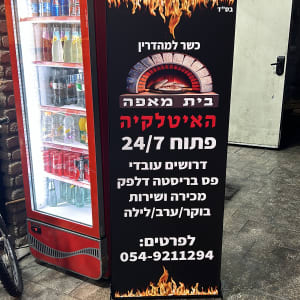 בס"ד
כשר למהדרין
בית מאפה
האיטלקיה
פתוח 24/7
דרושים עובדי
פס בריסטה דלפק
מכירה ושירות
בוקר/ערב/לילה
לפרטים:
054-9211294